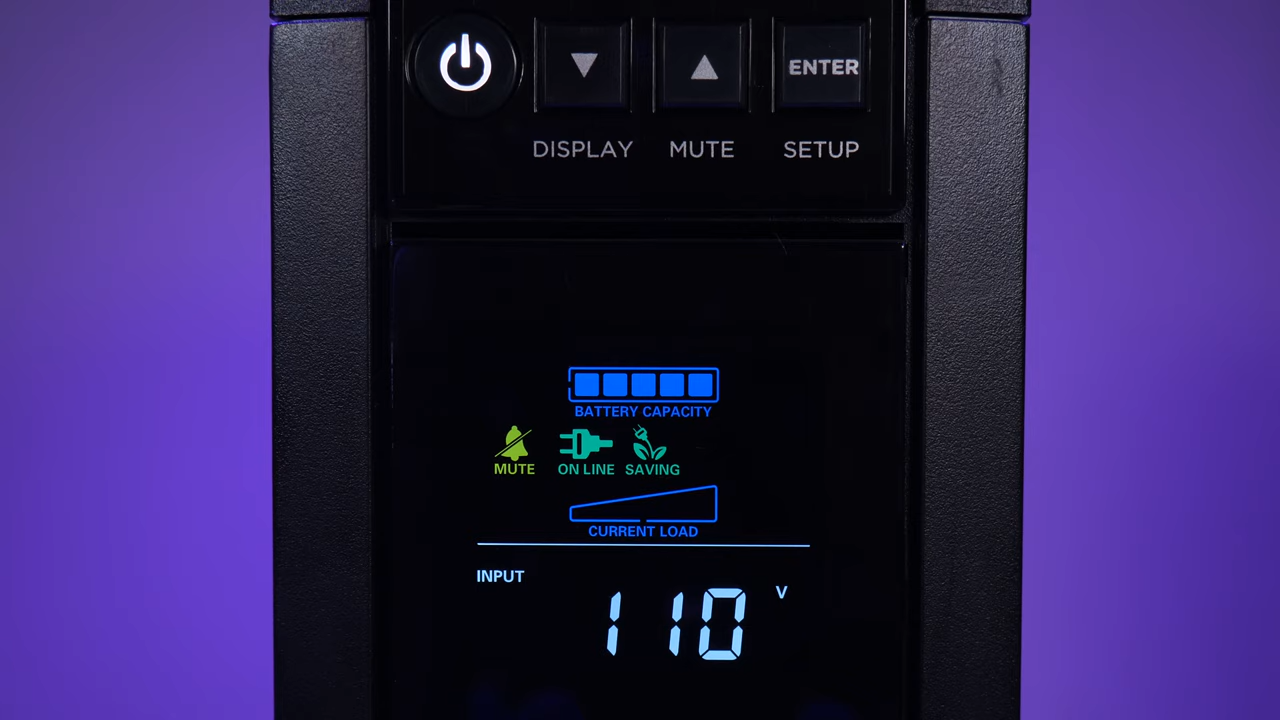 ENTER
DISPLAY MUTE SETUP
BATTERY CAPACITY
MUTE ON LINE SAVING
CURRENT LOAD
INPUT
110 V